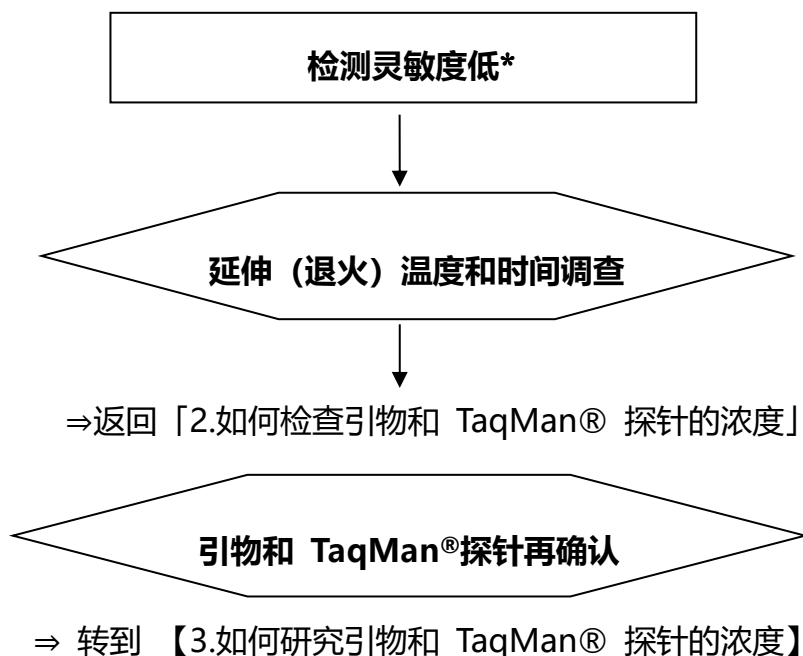 检测灵敏度低*
延伸（退火）温度和时间调查
⇒返回「2.如何检查引物和 TaqMan® 探针的浓度」
引物和 TaqMan®探针再确认
⇒ 转到 【3.如何研究引物和 TaqMan® 探针的浓度】